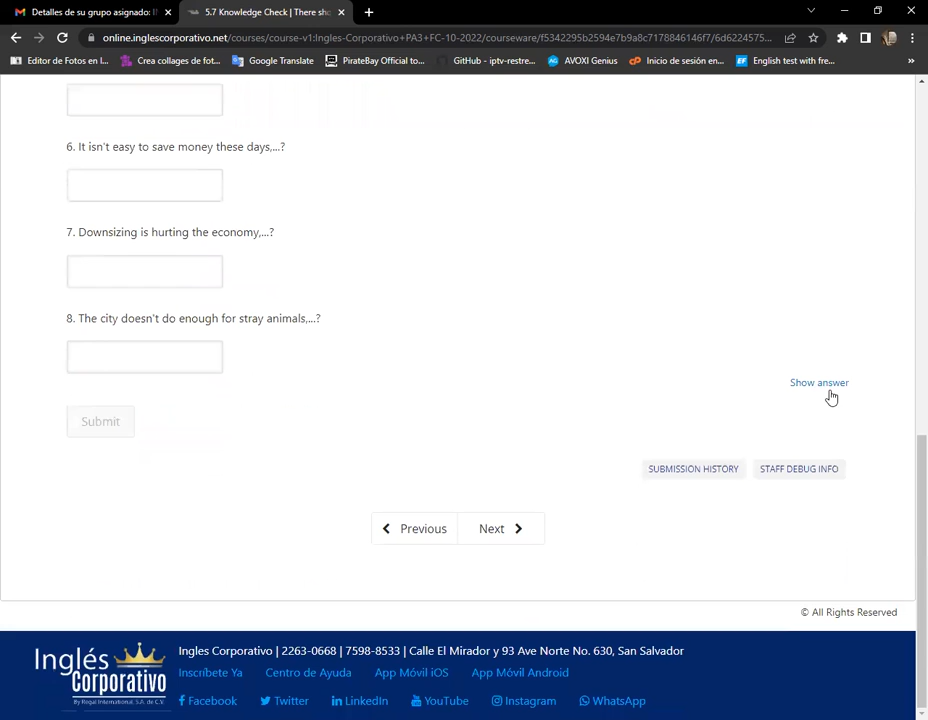 Detalles de su grupo asignado: I
5.7 Knowledge Check | There sho
online.inglescorporativo.net/courses/course-v1:Ingles-Corporativo+PA3+FC-10-2022/courseware/f5342295b2594e7b9a8c7178846146f7/6d6224575...
Editor de Fotos en l...
Crea collages de fot...
Google Translate
PirateBay Official to...
GitHub - iptv-restre...
AVOXI Genius
Inicio de sesión en...
English test with fre...
»
6. It isn't easy to save money these days,...?
7. Downsizing is hurting the economy,...?
8. The city doesn't do enough for stray animals,...?
Show answer
Submit
SUBMISSION HISTORY STAFF DEBUG INFO
Previous Next
© All Rights Reserved
Inglés Corporativo
By Regal International, S.A. de C.V.
Ingles Corporativo | 2263-0668 | 7598-8533 | Calle El Mirador y 93 Ave Norte No. 630, San Salvador
Inscríbete Ya Centro de Ayuda App Móvil iOS App Móvil Android
Facebook Twitter LinkedIn YouTube Instagram WhatsApp